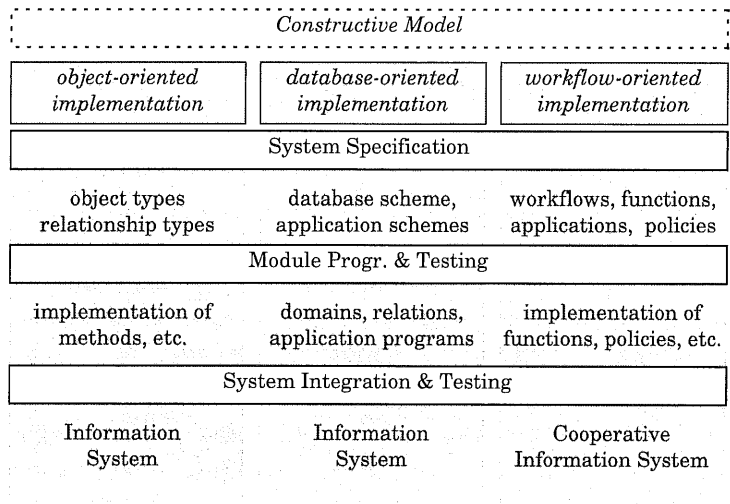 Constructive Model
object-oriented
implementation
database-oriented
implementation
workflow-oriented
implementation
System Specification
object types
relationship types
database scheme,
application schemes
workflows, functions,
applications, policies
Module Progr. & Testing
implementation of
methods, etc.
domains, relations,
application programs
implementation of
functions, policies, etc.
System Integration & Testing
Information
System
Information
System
Cooperative
Information System